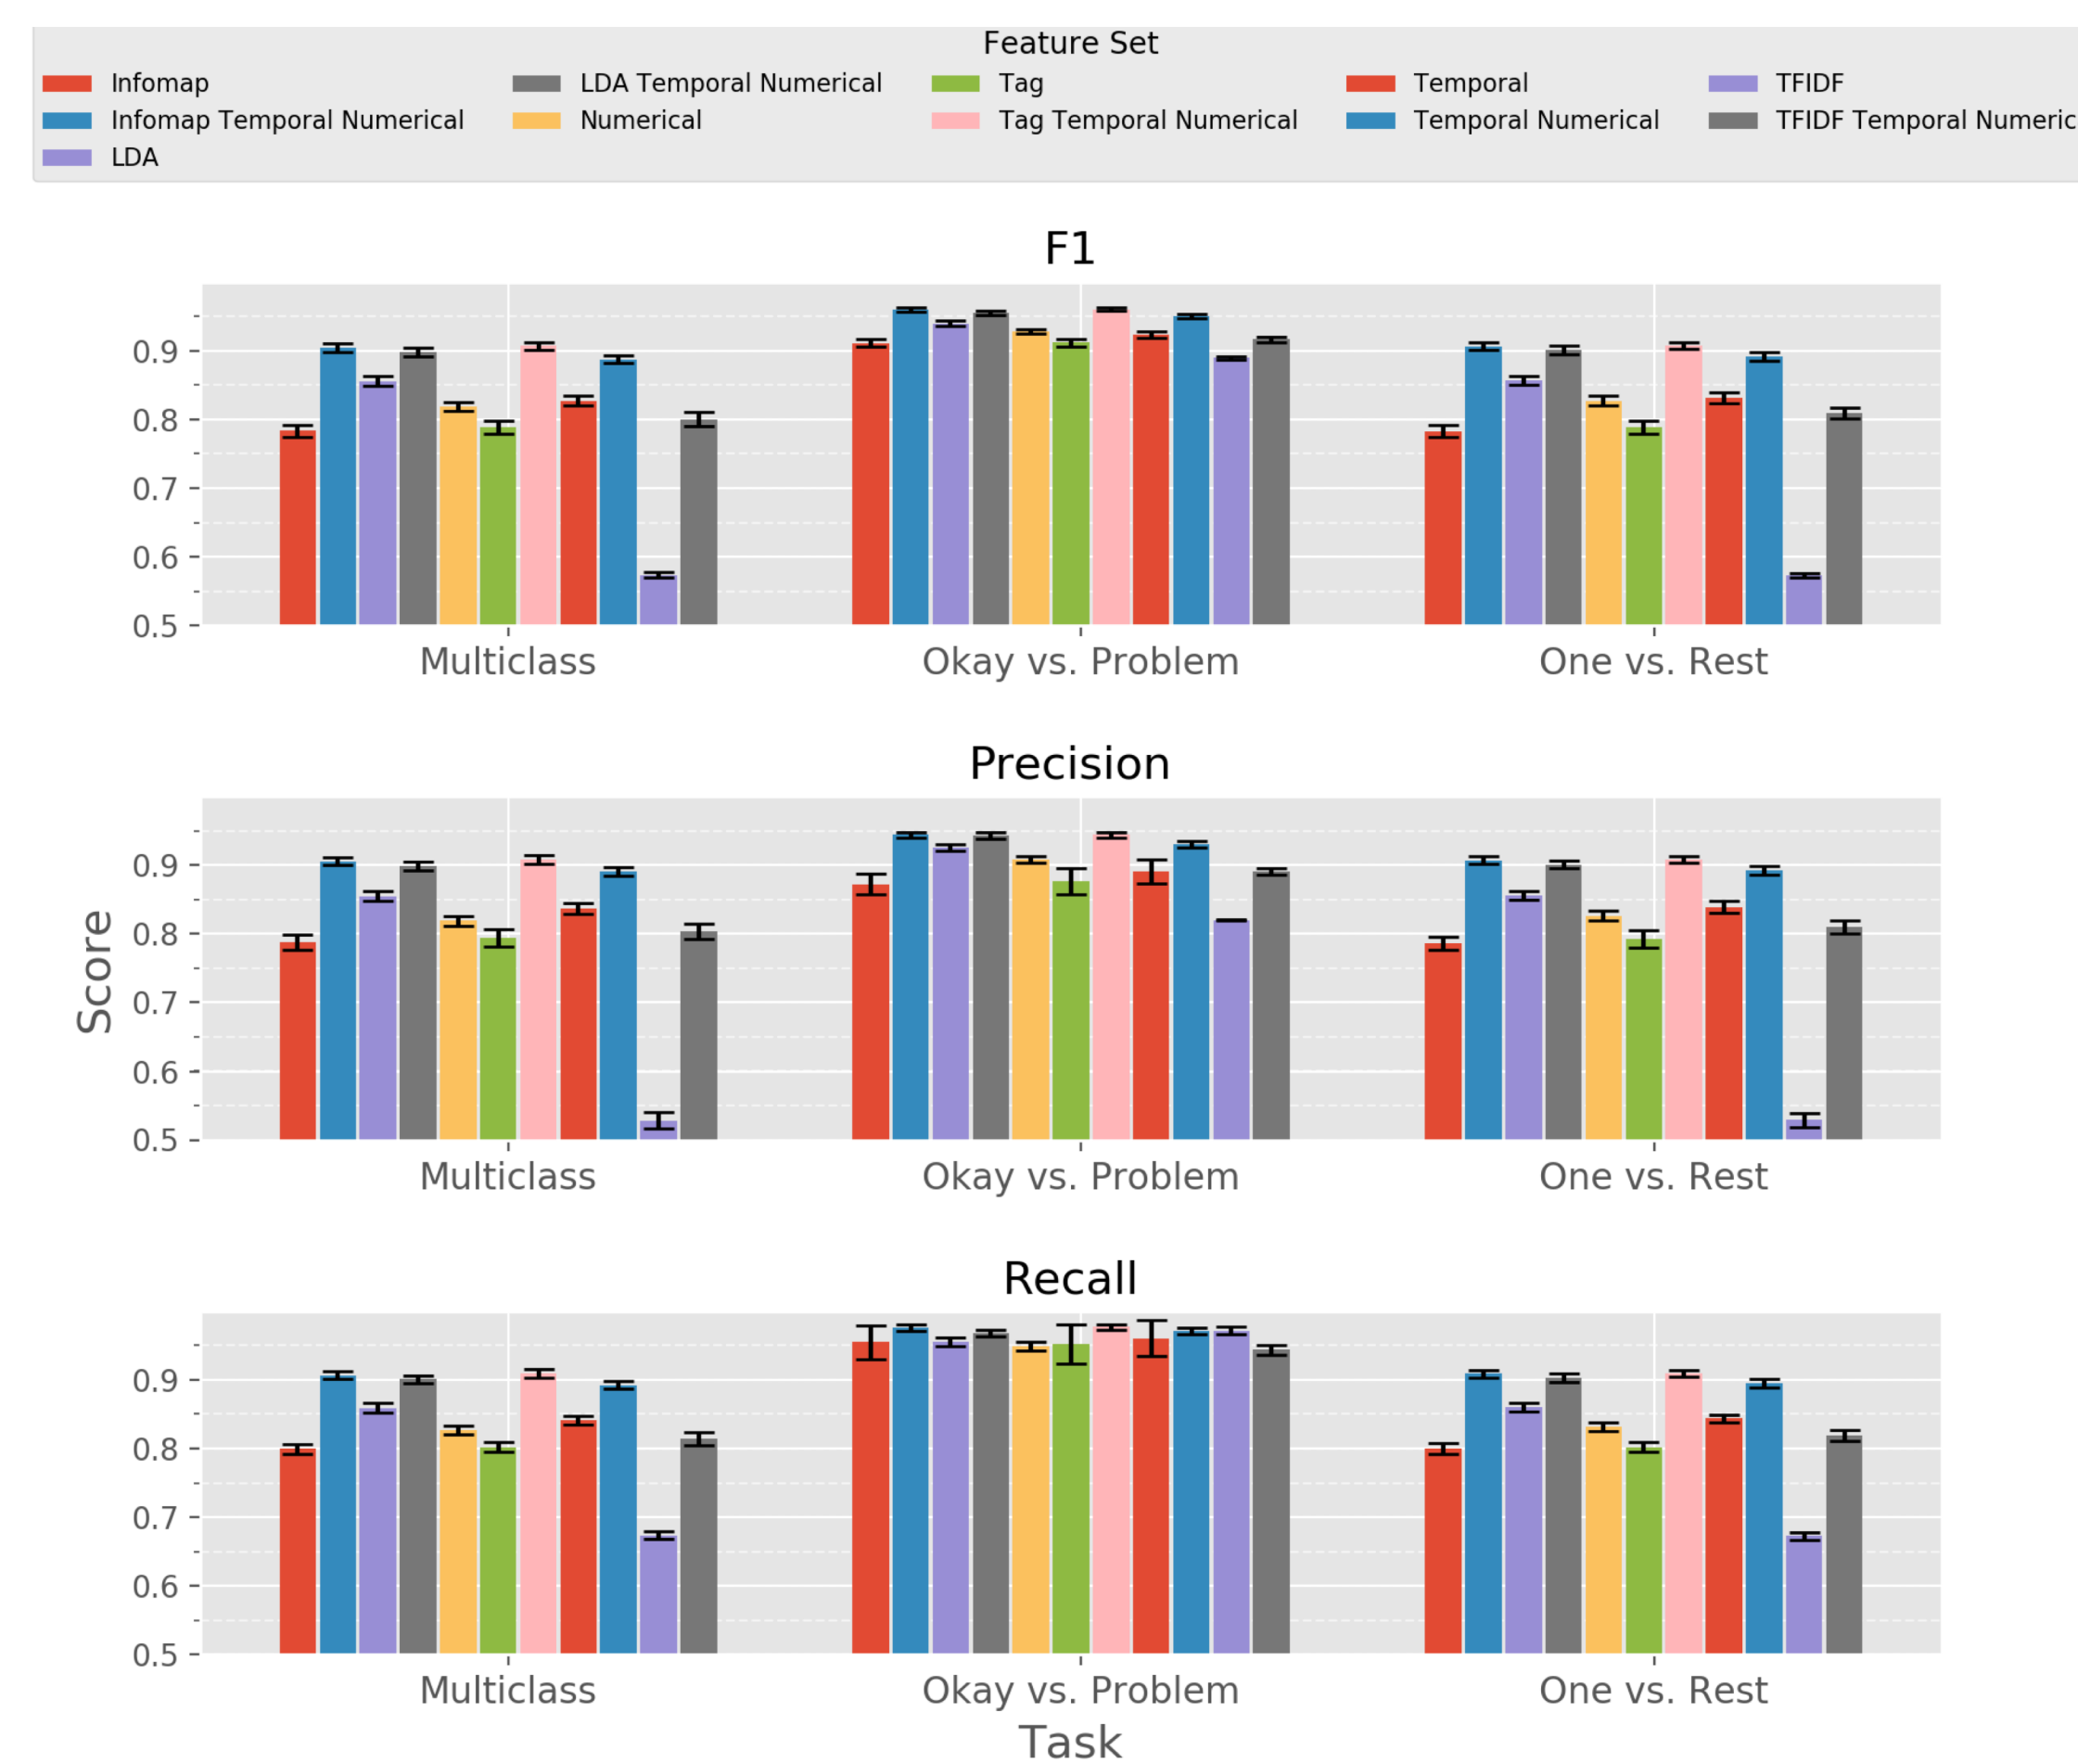 Feature Set
Infomap LDA Temporal Numerical Tag Temporal TFIDF
Infomap Temporal Numerical Numerical Tag Temporal Numerical Temporal Numerical TFIDF Temporal Numeric
LDA
F1
0.9
0.8
0.7
0.6
0.5
Multiclass Okay vs. Problem One vs. Rest
Precision
Score
0.9
0.8
0.7
0.6
0.5
Multiclass Okay vs. Problem One vs. Rest
Recall
0.9
0.8
0.7
0.6
0.5
Multiclass Okay vs. Problem One vs. Rest
Task